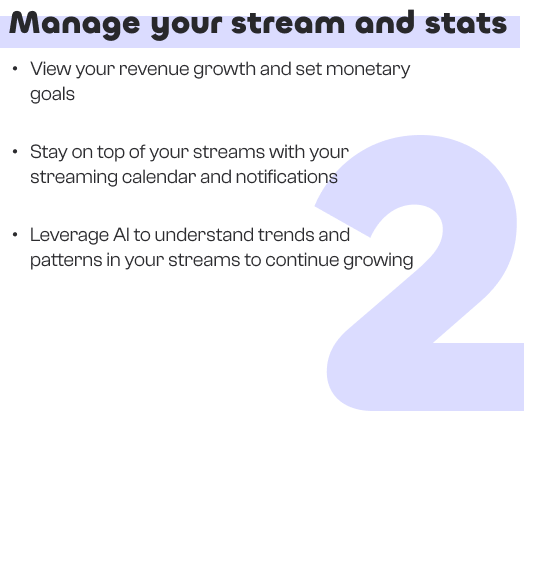 Manage your stream and stats
• View your revenue growth and set monetary
goals
• Stay on top of your streams with your
streaming calendar and notifications
• Leverage AI to understand trends and
patterns in your streams to continue growing
2